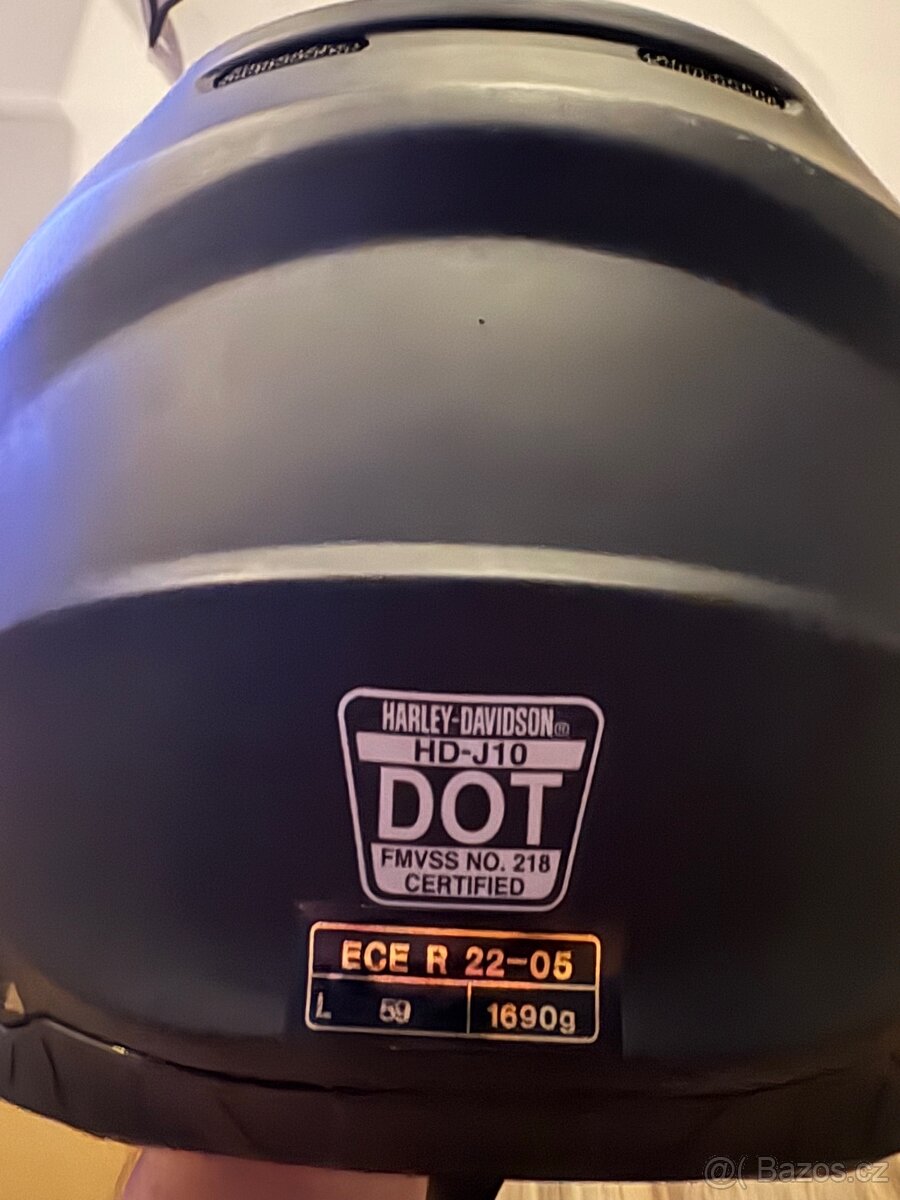 HARLEY-DAVIDSON
HD-J10
DOT
FMVSS NO. 218
CERTIFIED
ECE R 22-05
L 59 1690g
@( Bazos.cz